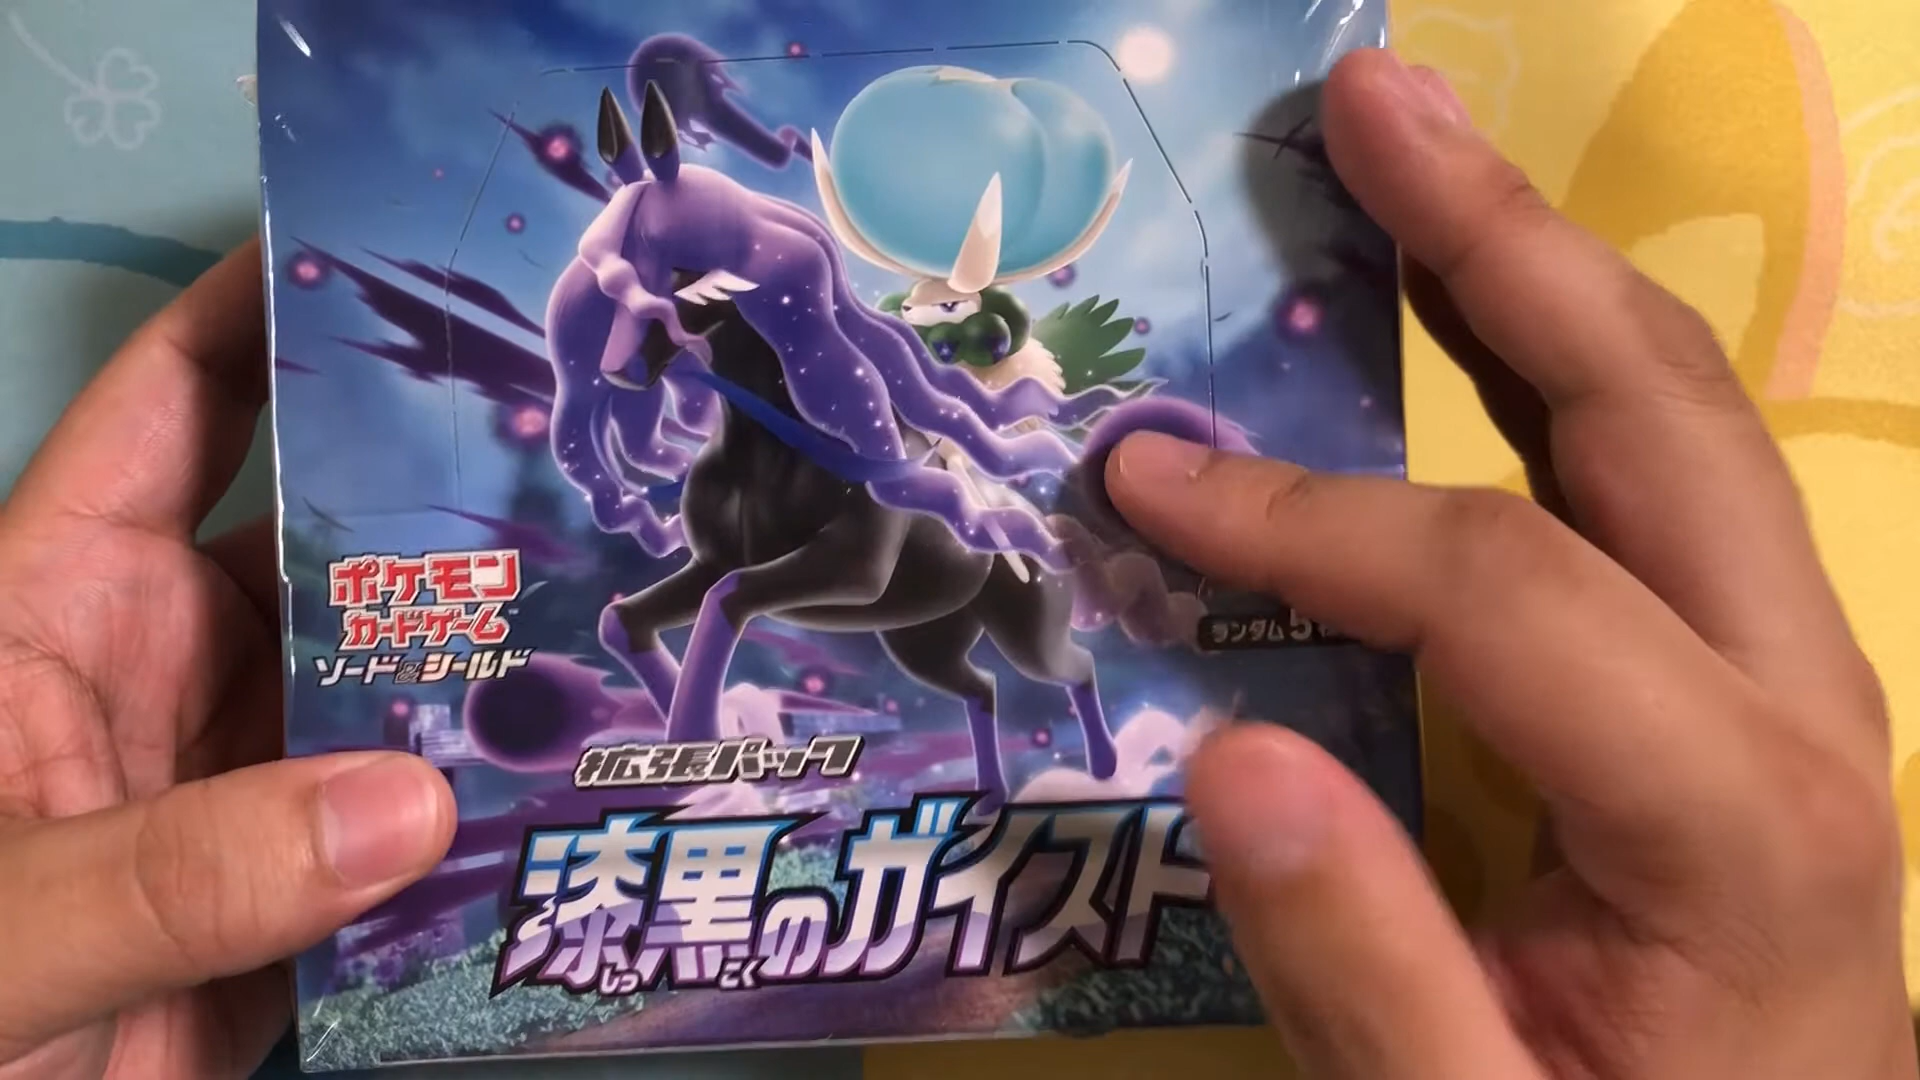 ポケモン
カードゲーム
ソード&シールド
ランダム5
拡張パック
漆黒のガイスト
しっこく